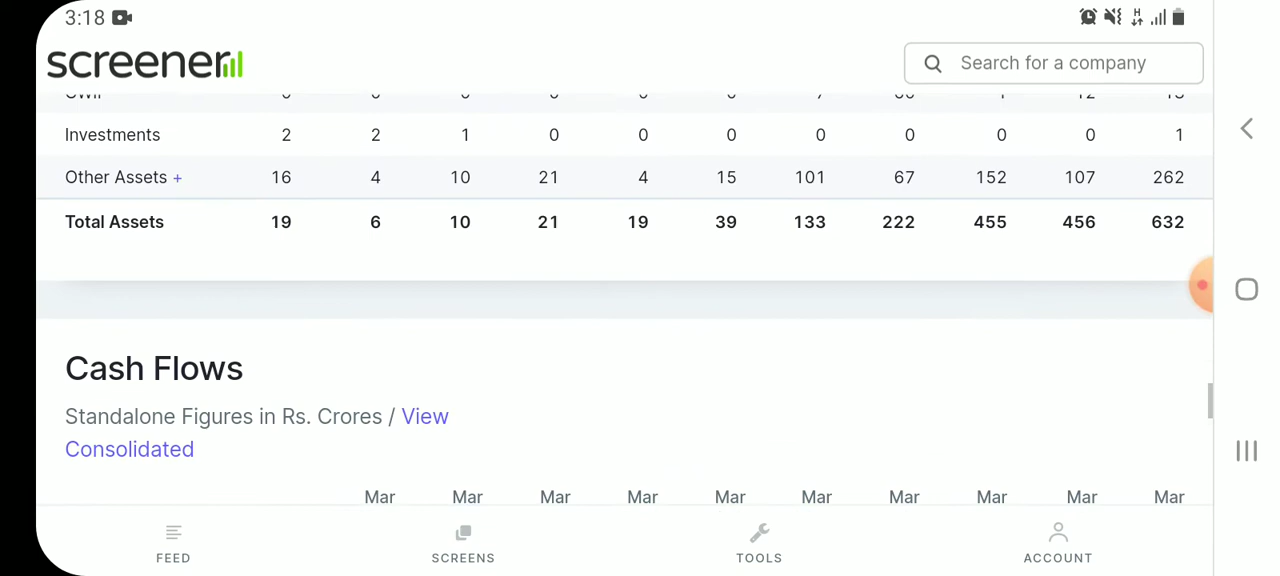 3:18
screener
Search for a company
Investments 2 2 1 0 0 0 0 0 0 0 1
Other Assets + 16 4 10 21 4 15 101 67 152 107 262
Total Assets 19 6 10 21 19 39 133 222 455 456 632
Cash Flows
Standalone Figures in Rs. Crores / View
Consolidated
Mar Mar Mar Mar Mar Mar Mar Mar Mar Mar
FEED SCREENS TOOLS ACCOUNT